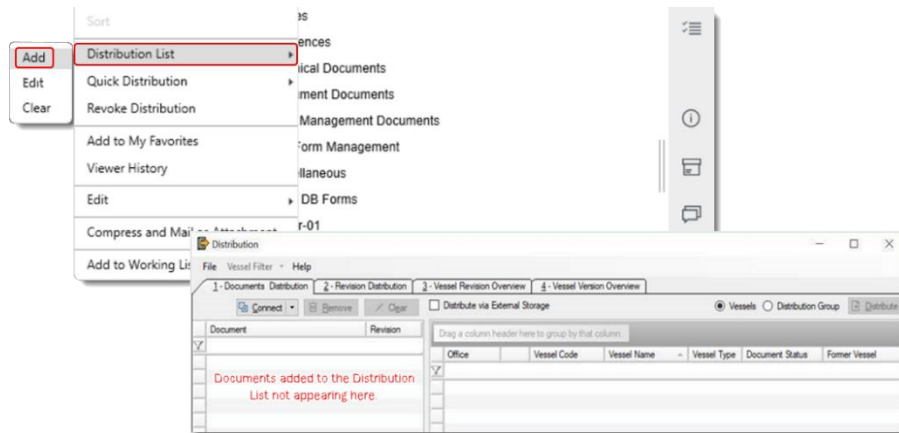 Sort
Add
Distribution List
Edit
Quick Distribution
Clear
Revoke Distribution
Add to My Favorites
Viewer History
Edit
Compress and Mail as Attachment
Add to Working Li
es
ences
ical Documents
ment Documents
Management Documents
Form Management
llaneous
DB Forms
r-01
Distribution
File Vessel Filter Help
1 - Documents Distribution 2 - Revision Distribution 3 - Vessel Revision Overview 4 - Vessel Version Overview
Connect Remove Clear Distribute via External Storage Vessels Distribution Group Distribute
Document Revision
Drag a column header here to group by that column.
Office Vessel Code Vessel Name Vessel Type Document Status Former Vessel
Documents added to the Distribution
List not appearing here.